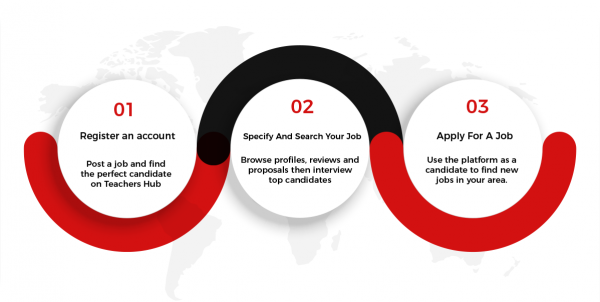 01
Register an account
Post a job and find
the perfect candidate
on Teachers Hub
02
Specify And Search Your Job
Browse profiles, reviews and
proposals then interview
top candidates
03
Apply For A Job
Use the platform as a
candidate to find new
jobs in your area.